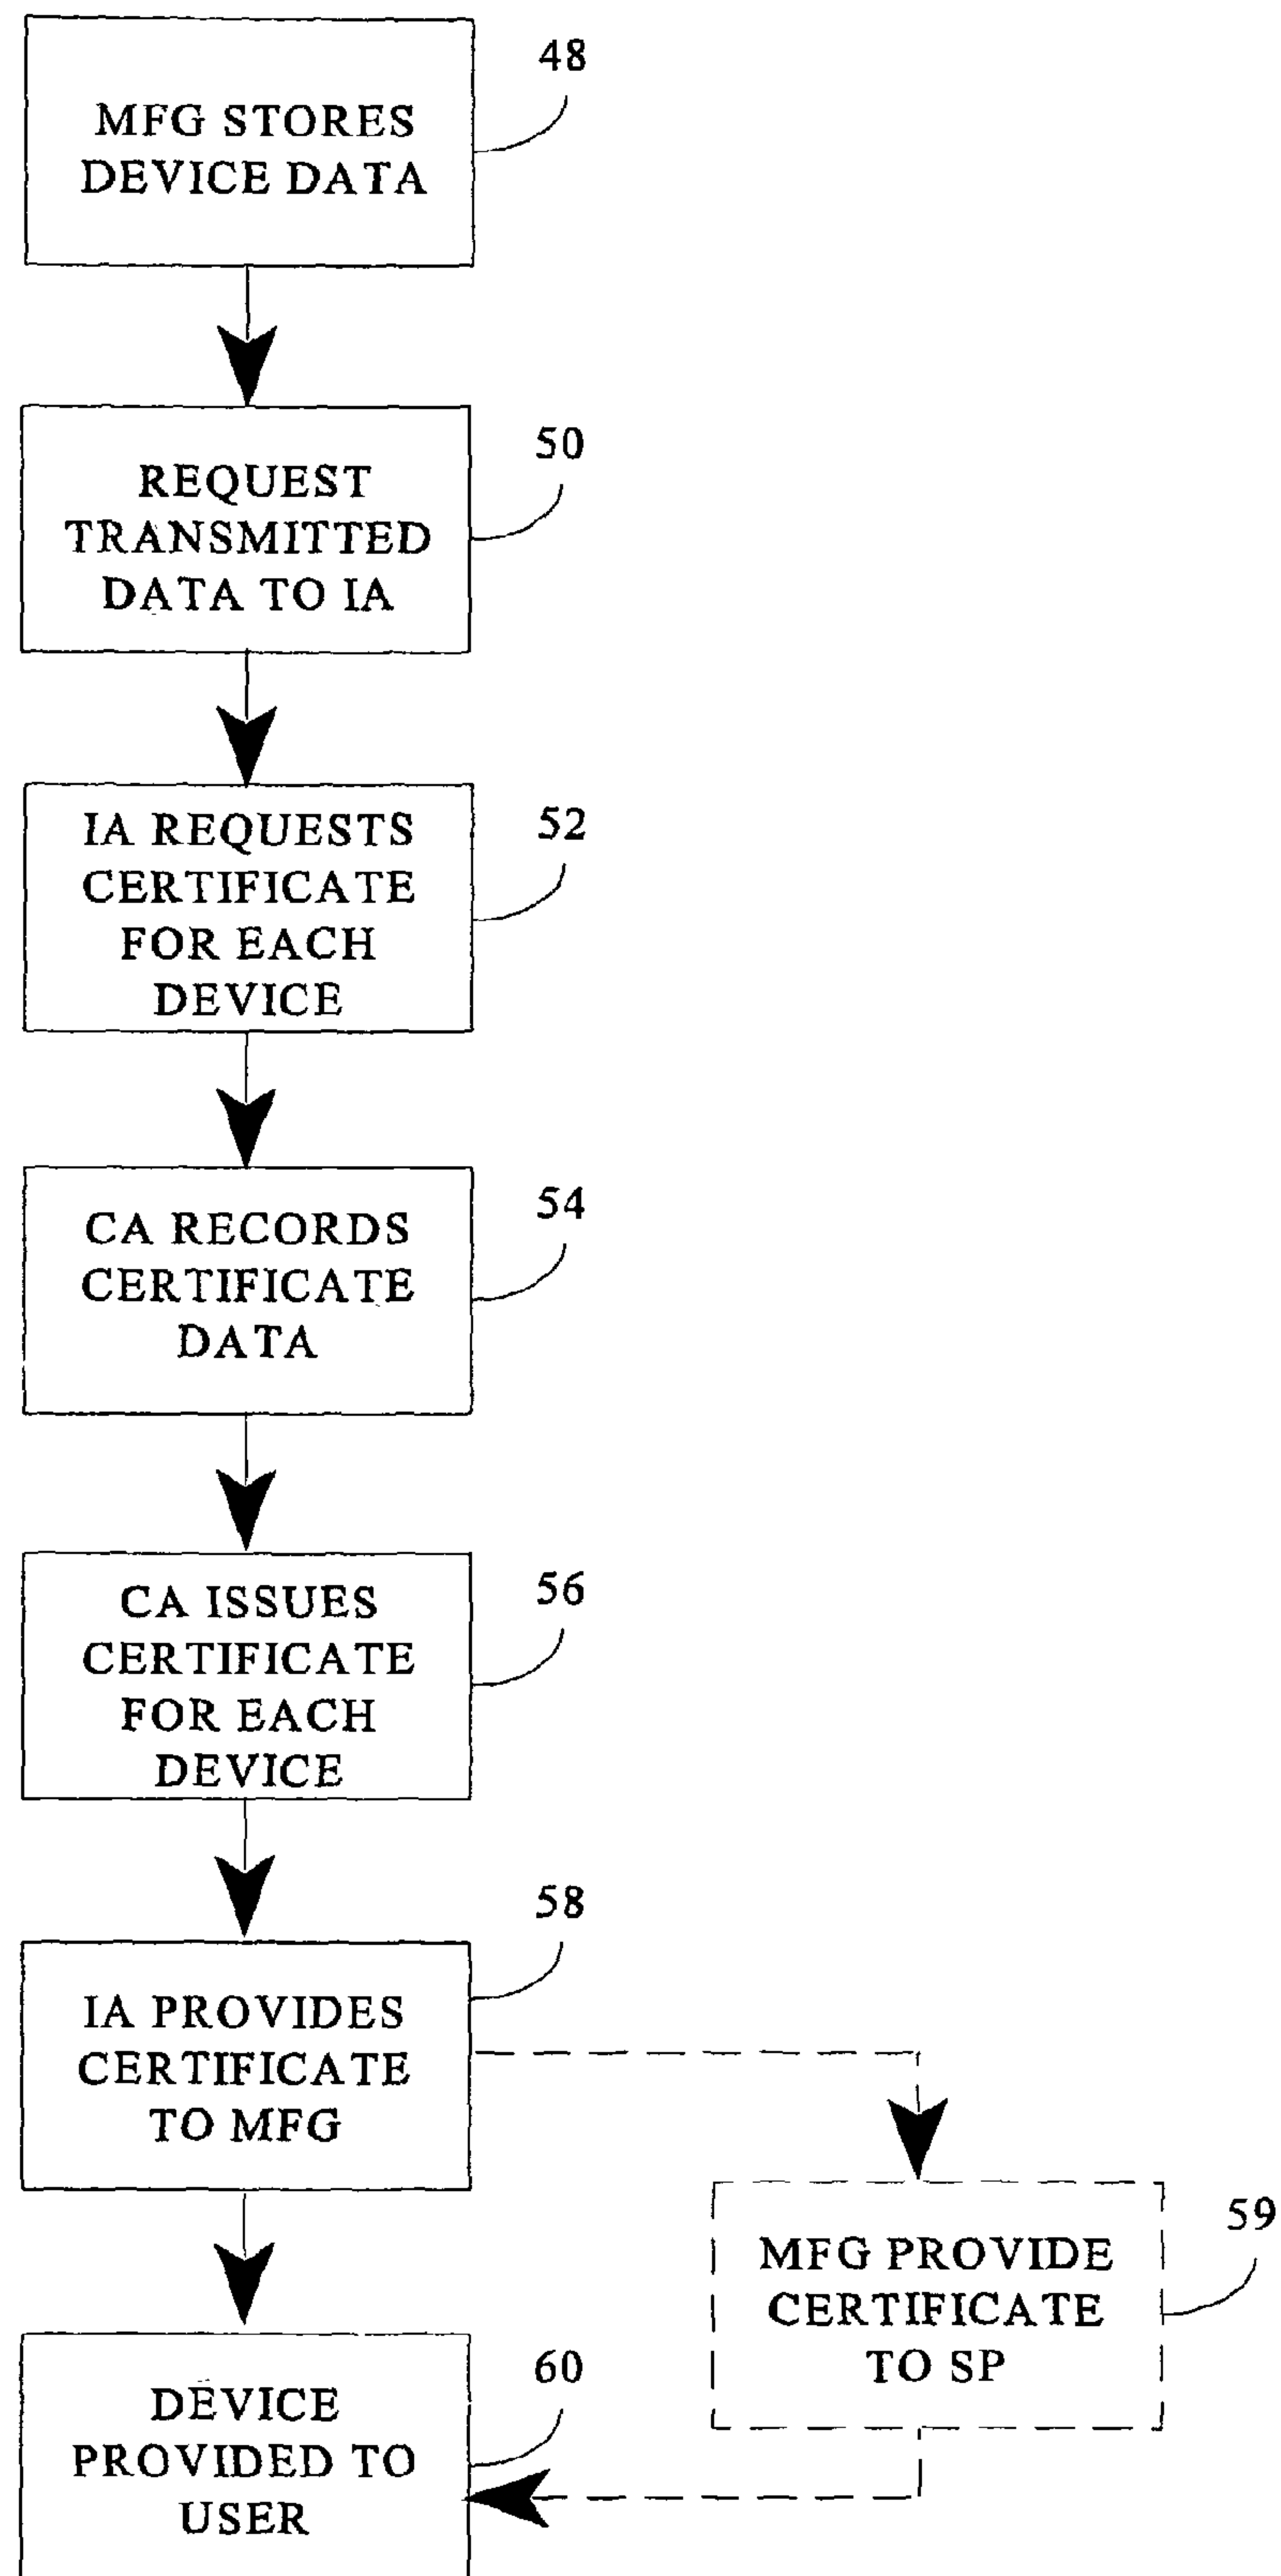 48
MFG STORES
DEVICE DATA
50
REQUEST
TRANSMITTED
DATA TO IA
52
IA REQUESTS
CERTIFICATE
FOR EACH
DEVICE
54
CA RECORDS
CERTIFICATE
DATA
56
CA ISSUES
CERTIFICATE
FOR EACH
DEVICE
58
IA PROVIDES
CERTIFICATE
TO MFG
59
MFG PROVIDE
CERTIFICATE
TO SP
60
DEVICE
PROVIDED TO
USER